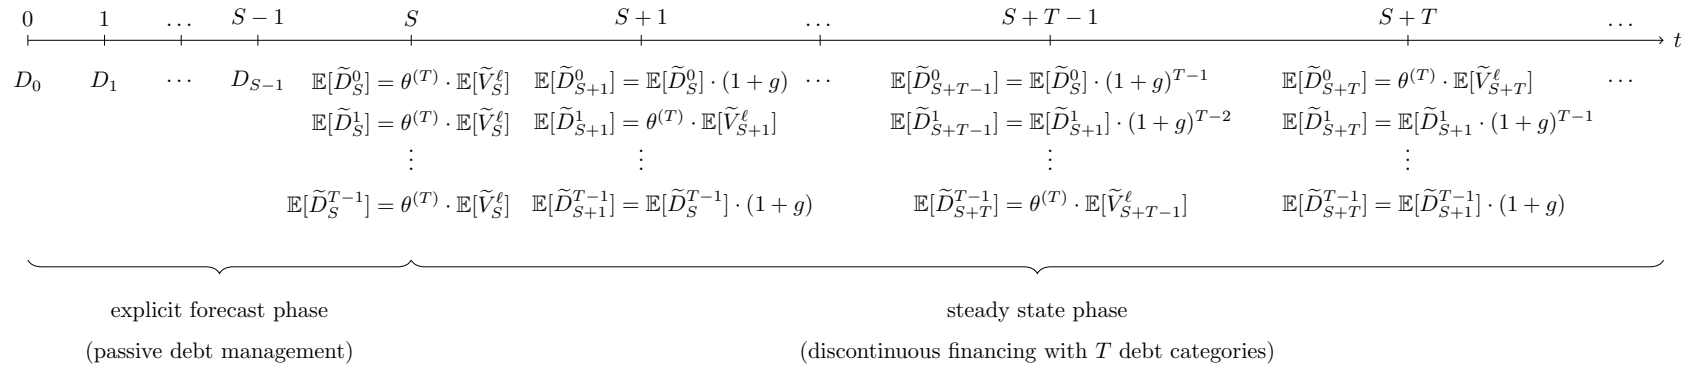 0 1 … S − 1 S S + 1 … S + T − 1 S + T …
t
D_0 D_1 ⋯ D_{S−1} 𝔼[D̃_S^0] = θ^{(T)} · 𝔼[Ṽ_S^ℓ] 𝔼[D̃_{S+1}^0] = 𝔼[D̃_S^0] · (1 + g) ⋯ 𝔼[D̃_{S+T−1}^0] = 𝔼[D̃_S^0] · (1 + g)^{T−1} 𝔼[D̃_{S+T}^0] = θ^{(T)} · 𝔼[Ṽ_{S+T}^ℓ] ⋯
𝔼[D̃_S^1] = θ^{(T)} · 𝔼[Ṽ_S^ℓ] 𝔼[D̃_{S+1}^1] = θ^{(T)} · 𝔼[Ṽ_{S+1}^ℓ] 𝔼[D̃_{S+T−1}^1] = 𝔼[D̃_{S+1}^1] · (1 + g)^{T−2} 𝔼[D̃_{S+T}^1] = 𝔼[D̃_{S+1}^1 · (1 + g)^{T−1}
⋮ ⋮ ⋮ ⋮
𝔼[D̃_S^{T−1}] = θ^{(T)} · 𝔼[Ṽ_S^ℓ] 𝔼[D̃_{S+1}^{T−1}] = 𝔼[D̃_S^{T−1}] · (1 + g) 𝔼[D̃_{S+T}^{T−1}] = θ^{(T)} · 𝔼[Ṽ_{S+T−1}^ℓ] 𝔼[D̃_{S+T}^{T−1}] = 𝔼[D̃_{S+1}^{T−1}] · (1 + g)
explicit forecast phase
(passive debt management)
steady state phase
(discontinuous financing with T debt categories)